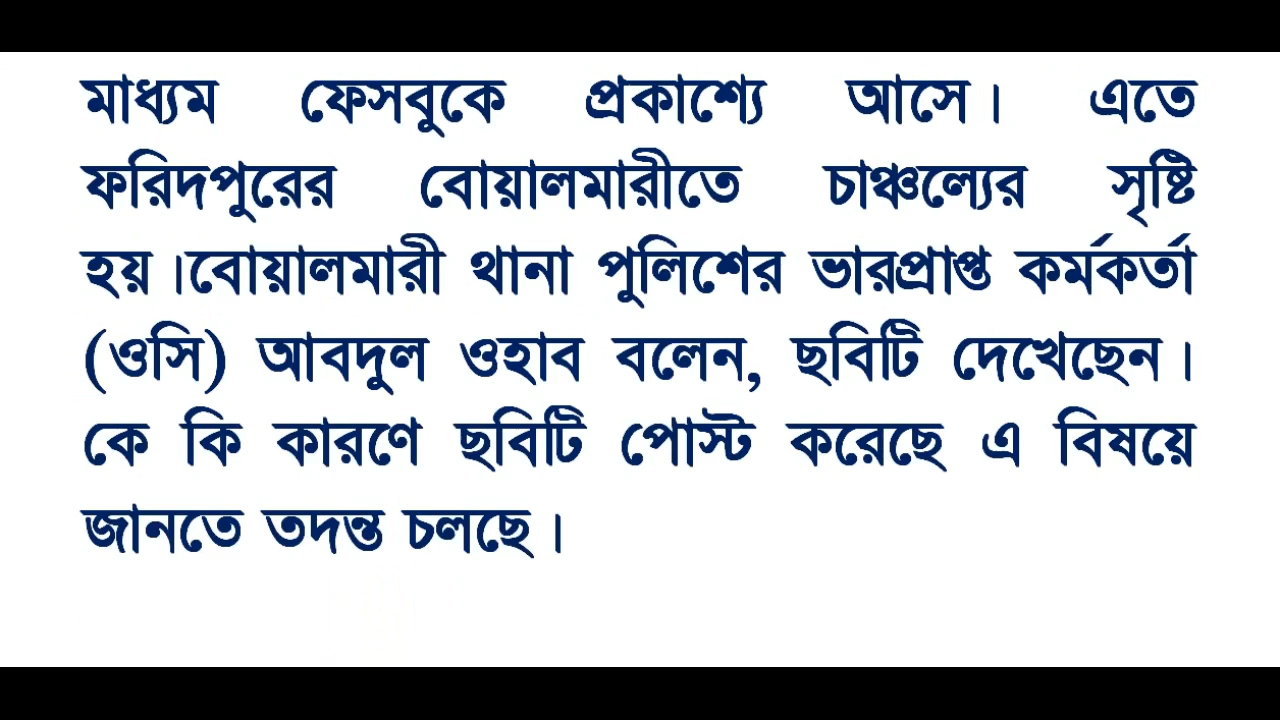 মাধ্যম ফেসবুকে প্রকাশ্যে আসে। এতে
ফরিদপুরের বোয়ালমারীতে চাঞ্চল্যের সৃষ্টি
হয়।বোয়ালমারী থানা পুলিশের ভারপ্রাপ্ত কর্মকর্তা
(ওসি) আবদুল ওহাব বলেন, ছবিটি দেখেছেন।
কে কি কারণে ছবিটি পোস্ট করেছে এ বিষয়ে
জানতে তদন্ত চলছে।